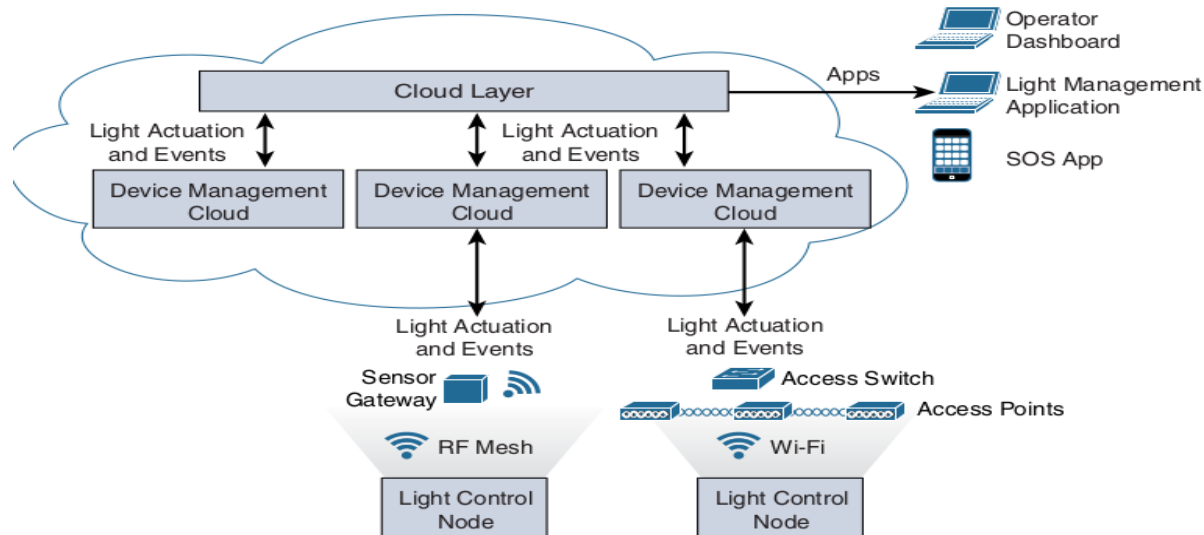 Operator
Dashboard
Apps
Cloud Layer
Light Management
Application
Light Actuation
and Events
Light Actuation
and Events
SOS App
Device Management
Cloud
Device Management
Cloud
Device Management
Cloud
Light Actuation
and Events
Light Actuation
and Events
Sensor
Gateway
Access Switch
Access Points
RF Mesh
Wi-Fi
Light Control
Node
Light Control
Node